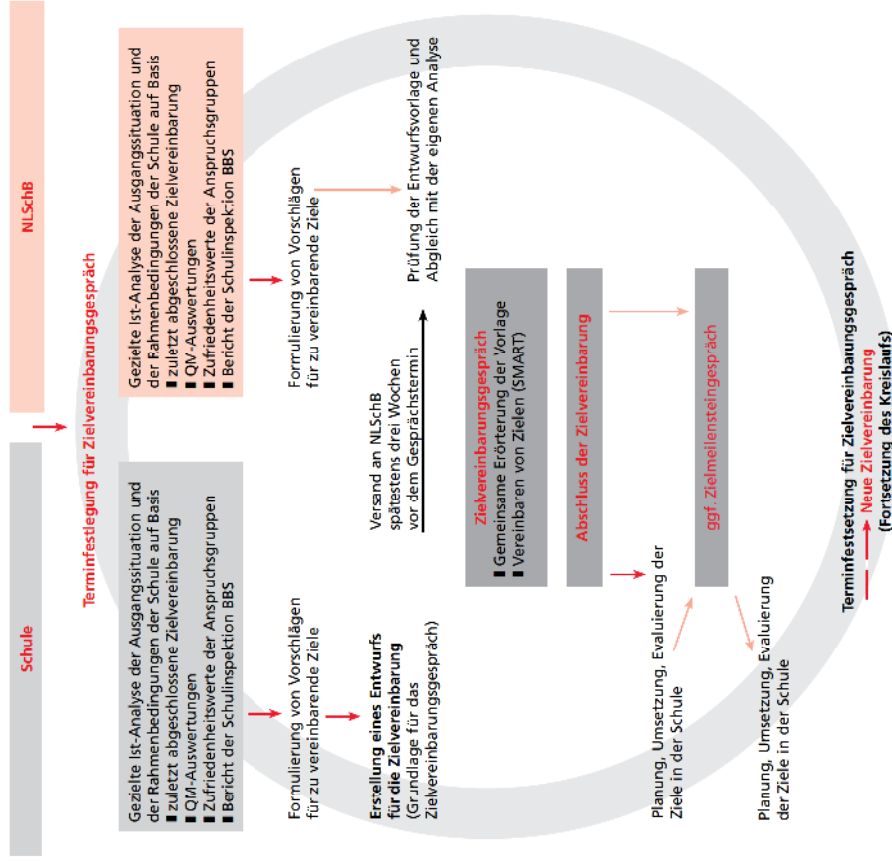 Schule
NLSchB
Terminfestlegung für Zielvereinbarungsgespräch
Gezielte Ist-Analyse der Ausgangssituation und
der Rahmenbedingungen der Schule auf Basis
■ zuletzt abgeschlossene Zielvereinbarung
■ QM-Auswertungen
■ Zufriedenheitswerte der Anspruchsgruppen
■ Bericht der Schulinspektion BBS
Gezielte Ist-Analyse der Ausgangssituation und
der Rahmenbedingungen der Schule auf Basis
■ zuletzt abgeschlossene Zielvereinbarung
■ QM-Auswertungen
■ Zufriedenheitswerte der Anspruchsgruppen
■ Bericht der Schulinspektion BBS
Formulierung von Vorschlägen
für zu vereinbarende Ziele
Formulierung von Vorschlägen
für zu vereinbarende Ziele
Erstellung eines Entwurfs
für die Zielvereinbarung
(Grundlage für das
Zielvereinbarungsgespräch)
Versand an NLSchB
spätestens drei Wochen
vor dem Gesprächstermin
Prüfung der Entwurfsvorlage und
Abgleich mit der eigenen Analyse
Zielvereinbarungsgespräch
■ Gemeinsame Erörterung der Vorlage
■ Vereinbaren von Zielen (SMART)
Abschluss der Zielvereinbarung
Planung, Umsetzung, Evaluierung der
Ziele in der Schule
ggf. Zielmeilensteingespräch
Planung, Umsetzung, Evaluierung
der Ziele in der Schule
Terminfestsetzung für Zielvereinbarungsgespräch
Neue Zielvereinbarung
(Fortsetzung des Kreislaufs)